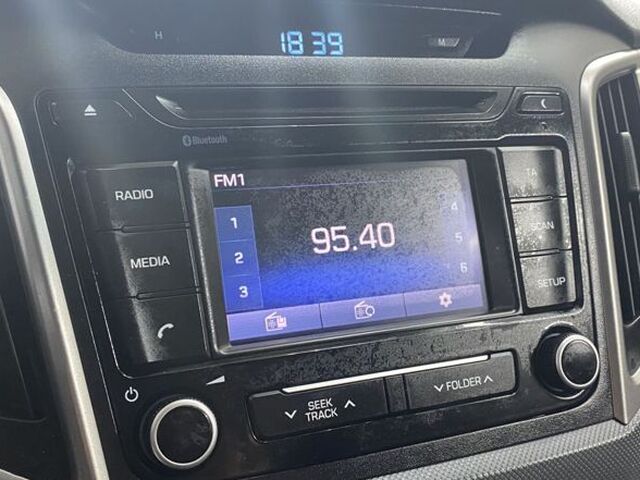 H
18:39
M
Bluetooth
FM1
RADIO
TA
1
4
95.40
SCAN
2
5
MEDIA
3
6
SETUP
SEEK
TRACK
FOLDER